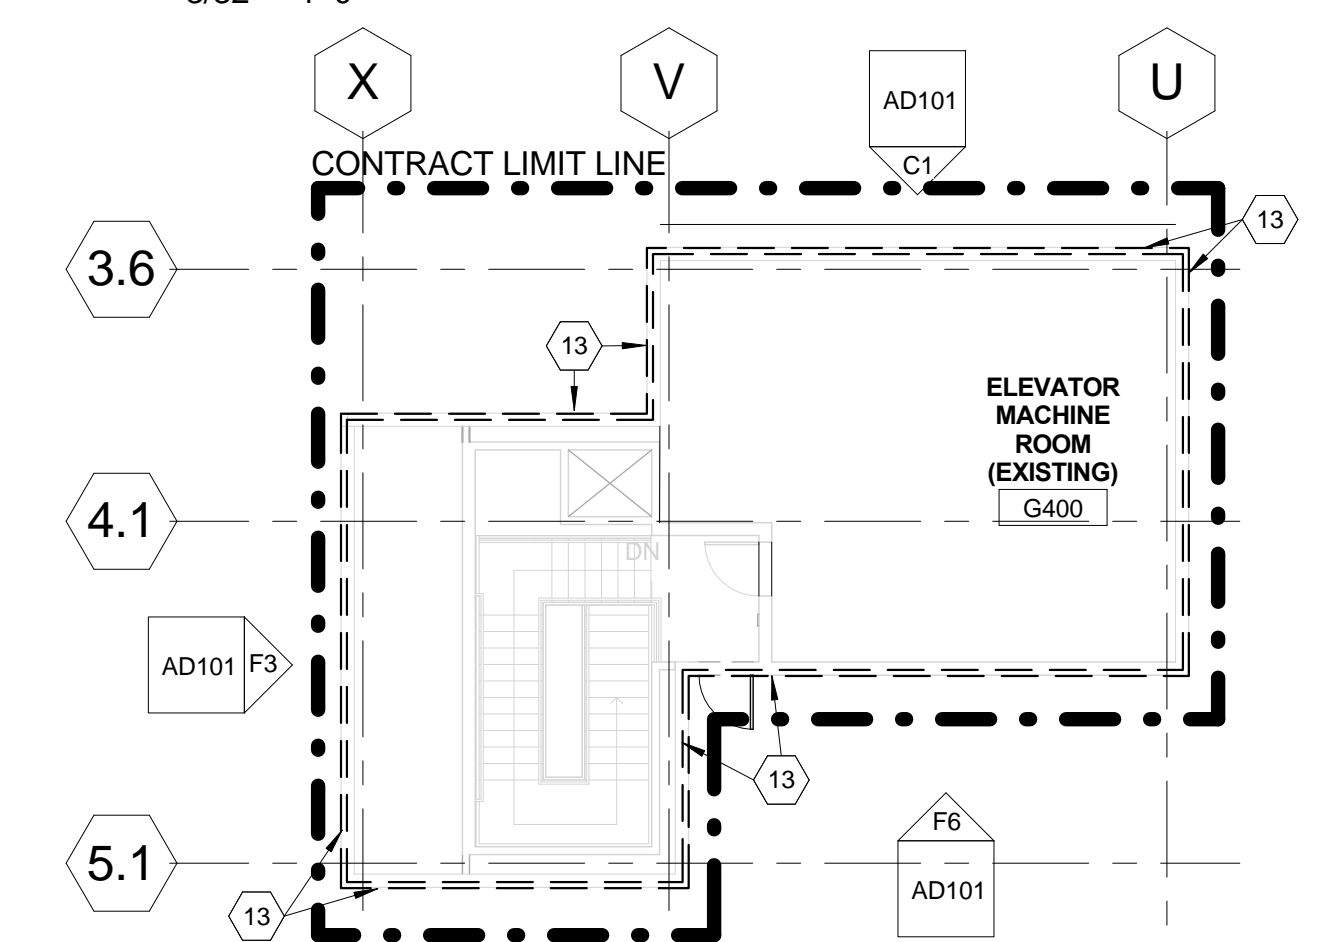 X
V
U
AD101
C1
CONTRACT LIMIT LINE
13
3.6
13
ELEVATOR
MACHINE
ROOM
(EXISTING)
G400
4.1
DN
AD101
F3
13
F6
AD101
5.1
13